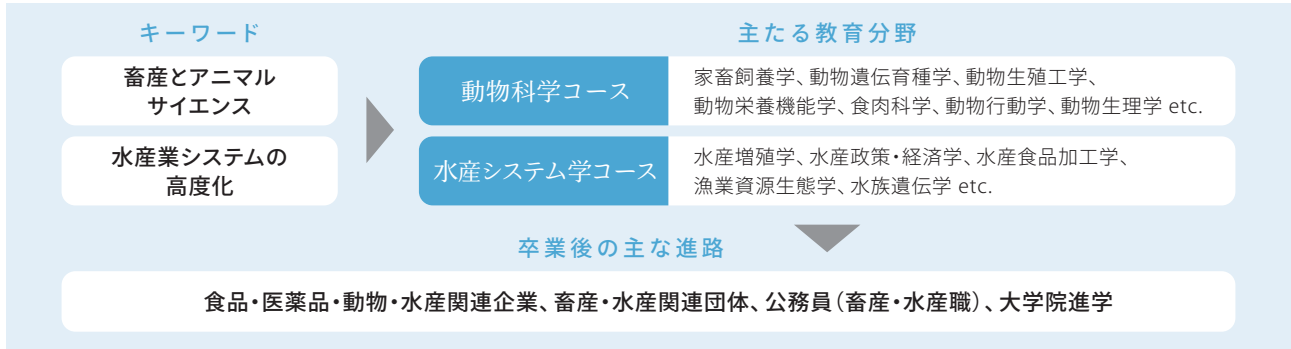 キーワード
畜産とアニマル
サイエンス
水産業システムの
高度化
主たる教育分野
動物科学コース
家畜飼養学、動物遺伝育種学、動物生殖工学、
動物栄養機能学、食肉科学、動物行動学、動物生理学 etc.
水産システム学コース
水産増殖学、水産政策・経済学、水産食品加工学、
漁業資源生態学、水族遺伝学 etc.
卒業後の主な進路
食品・医薬品・動物・水産関連企業、畜産・水産関連団体、公務員（畜産・水産職）、大学院進学